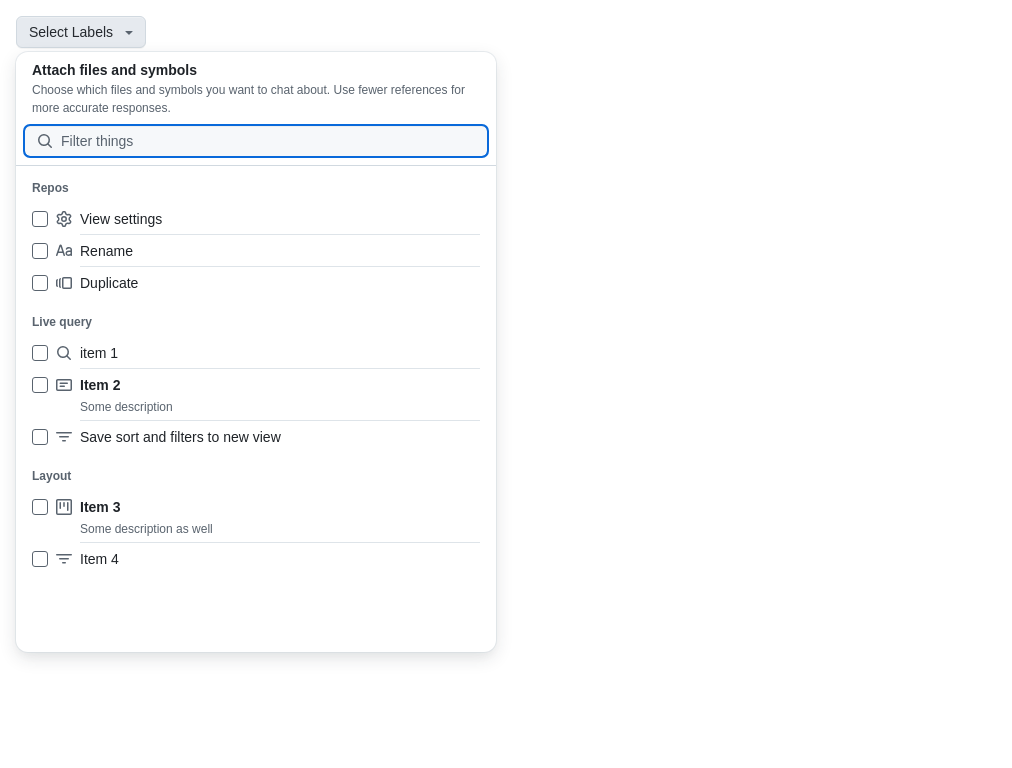 Select Labels
Attach files and symbols
Choose which files and symbols you want to chat about. Use fewer references for
more accurate responses.
Filter things
Repos
View settings
Rename
Duplicate
Live query
item 1
Item 2
Some description
Save sort and filters to new view
Layout
Item 3
Some description as well
Item 4